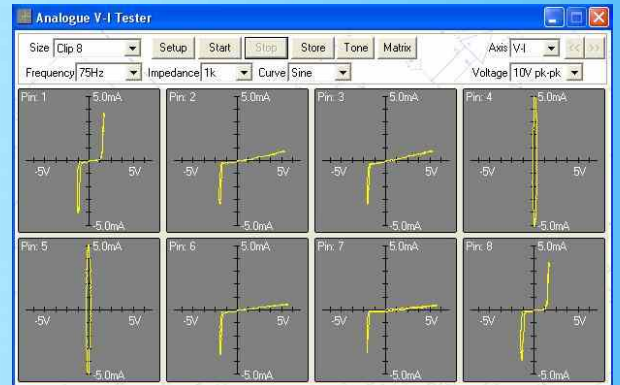 Analogue V-I Tester
Size Clip 8 Setup Start Stop Store Tone Matrix Axis V-I << >>
Frequency 75Hz Impedance 1k Curve Sine Voltage 10V pk-pk
Pin: 1 5.0mA Pin: 2 5.0mA Pin: 3 5.0mA Pin: 4 5.0mA
-5V 5V -5V 5V -5V 5V -5V 5V
-5.0mA -5.0mA -5.0mA -5.0mA
Pin: 5 5.0mA Pin: 6 5.0mA Pin: 7 5.0mA Pin: 8 5.0mA
-5V 5V -5V 5V -5V 5V -5V 5V
-5.0mA -5.0mA -5.0mA -5.0mA